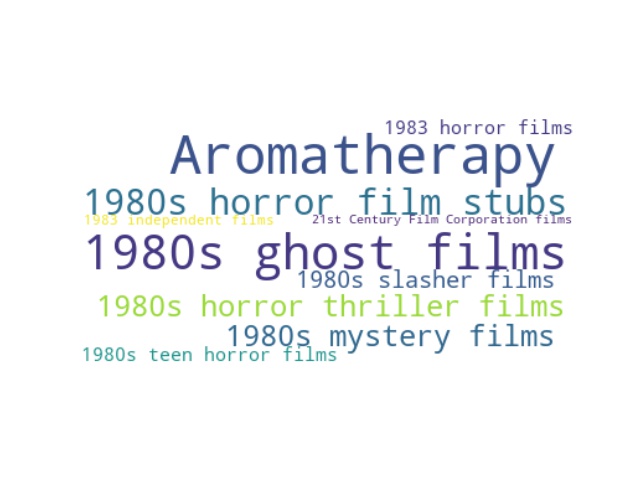 1983 horror films
Aromatherapy
1980s horror film stubs
1983 independent films
21st Century Film Corporation films
1980s ghost films
1980s slasher films
1980s horror thriller films
1980s mystery films
1980s teen horror films